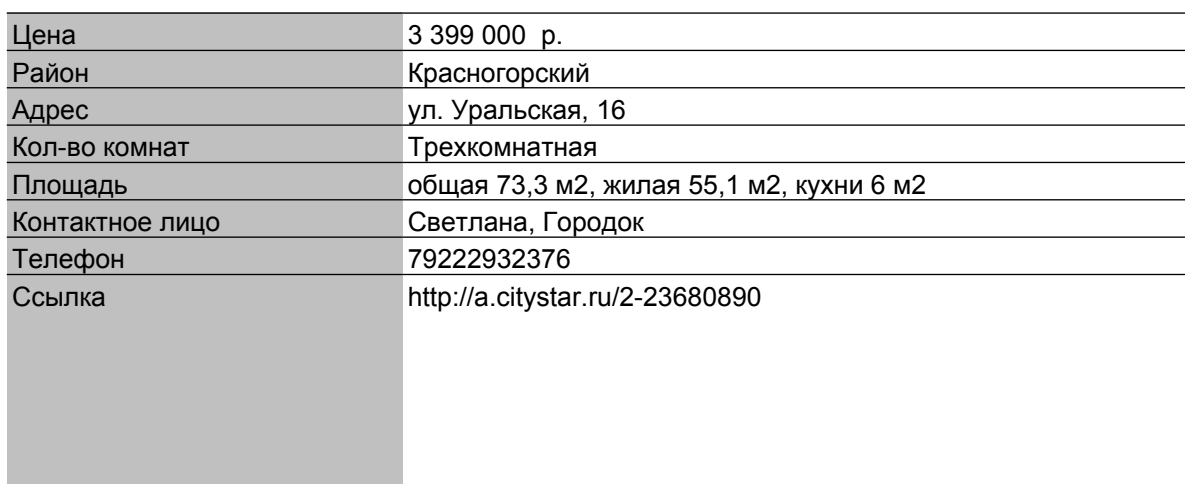 Цена 3 399 000 р.
Район Красногорский
Адрес ул. Уральская, 16
Кол-во комнат Трехкомнатная
Площадь общая 73,3 м2, жилая 55,1 м2, кухни 6 м2
Контактное лицо Светлана, Городок
Телефон 79222932376
Ссылка http://a.citystar.ru/2-23680890